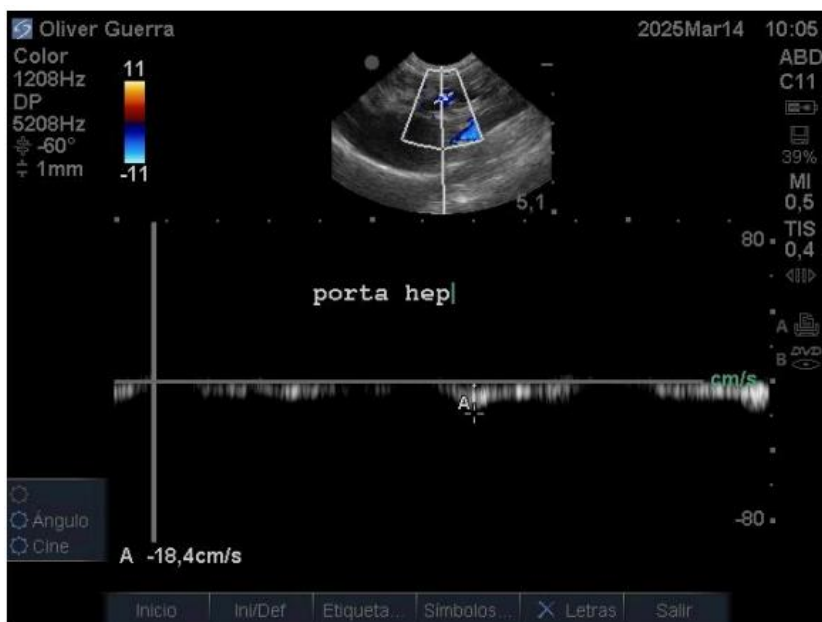 Oliver Guerra 2025Mar14 10:05
Color
1208Hz
DP
5208Hz
-60°
1mm
11
-11
ABD
C11
39%
MI
0,5
TIS
0,4
A
B DVD
5,1
80
porta hep
cm/s
A
-80
Ángulo
Cine
A -18,4cm/s
Inicio Ini/Def Etiqueta... Símbolos... X Letras Salir